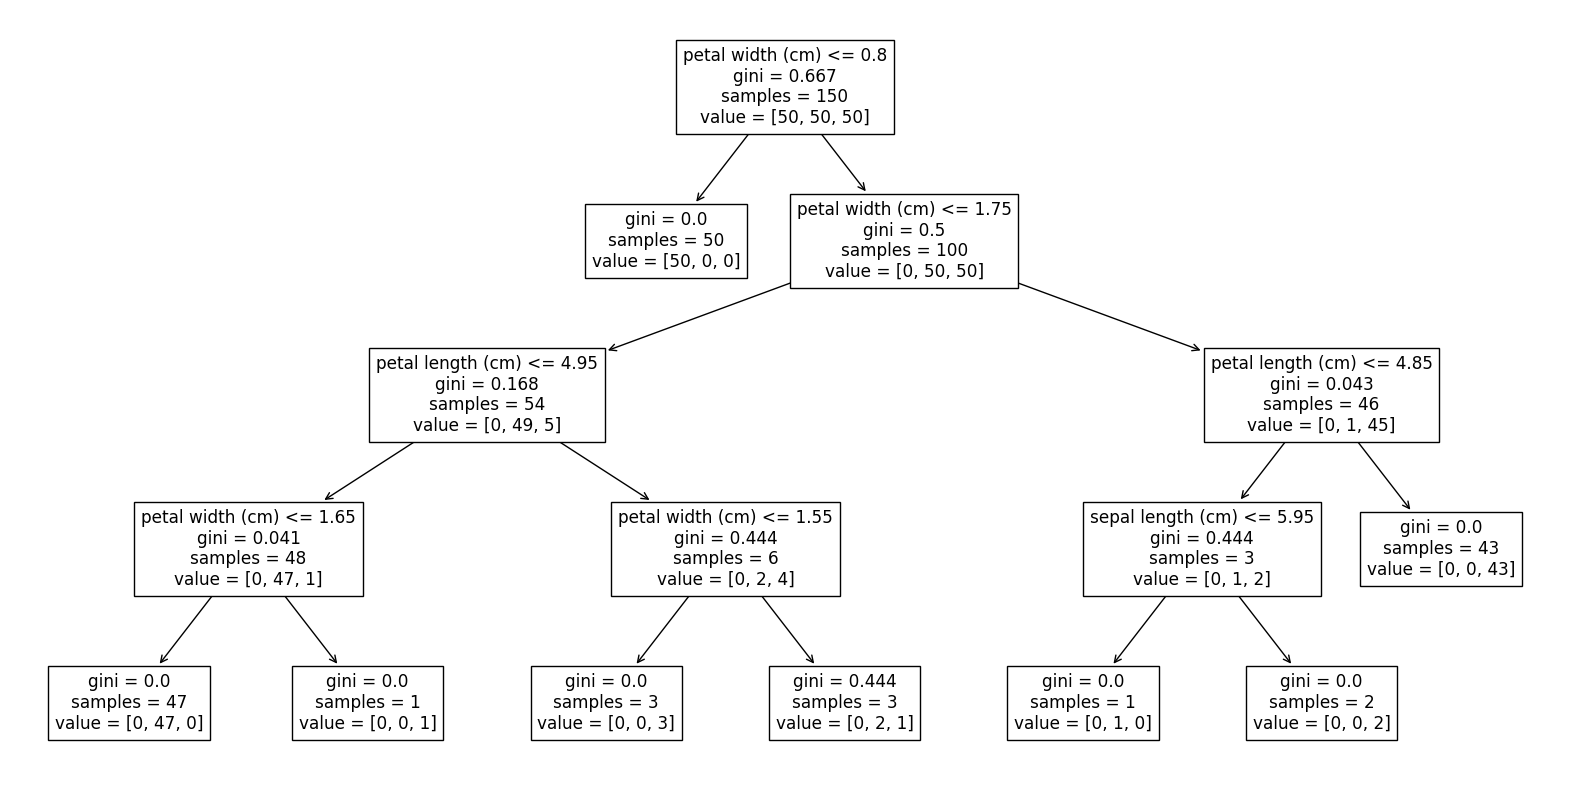 petal width (cm) <= 0.8
gini = 0.667
samples = 150
value = [50, 50, 50]
gini = 0.0
samples = 50
value = [50, 0, 0]
petal width (cm) <= 1.75
gini = 0.5
samples = 100
value = [0, 50, 50]
petal length (cm) <= 4.95
gini = 0.168
samples = 54
value = [0, 49, 5]
petal length (cm) <= 4.85
gini = 0.043
samples = 46
value = [0, 1, 45]
petal width (cm) <= 1.65
gini = 0.041
samples = 48
value = [0, 47, 1]
petal width (cm) <= 1.55
gini = 0.444
samples = 6
value = [0, 2, 4]
sepal length (cm) <= 5.95
gini = 0.444
samples = 3
value = [0, 1, 2]
gini = 0.0
samples = 43
value = [0, 0, 43]
gini = 0.0
samples = 47
value = [0, 47, 0]
gini = 0.0
samples = 1
value = [0, 0, 1]
gini = 0.0
samples = 3
value = [0, 0, 3]
gini = 0.444
samples = 3
value = [0, 2, 1]
gini = 0.0
samples = 1
value = [0, 1, 0]
gini = 0.0
samples = 2
value = [0, 0, 2]